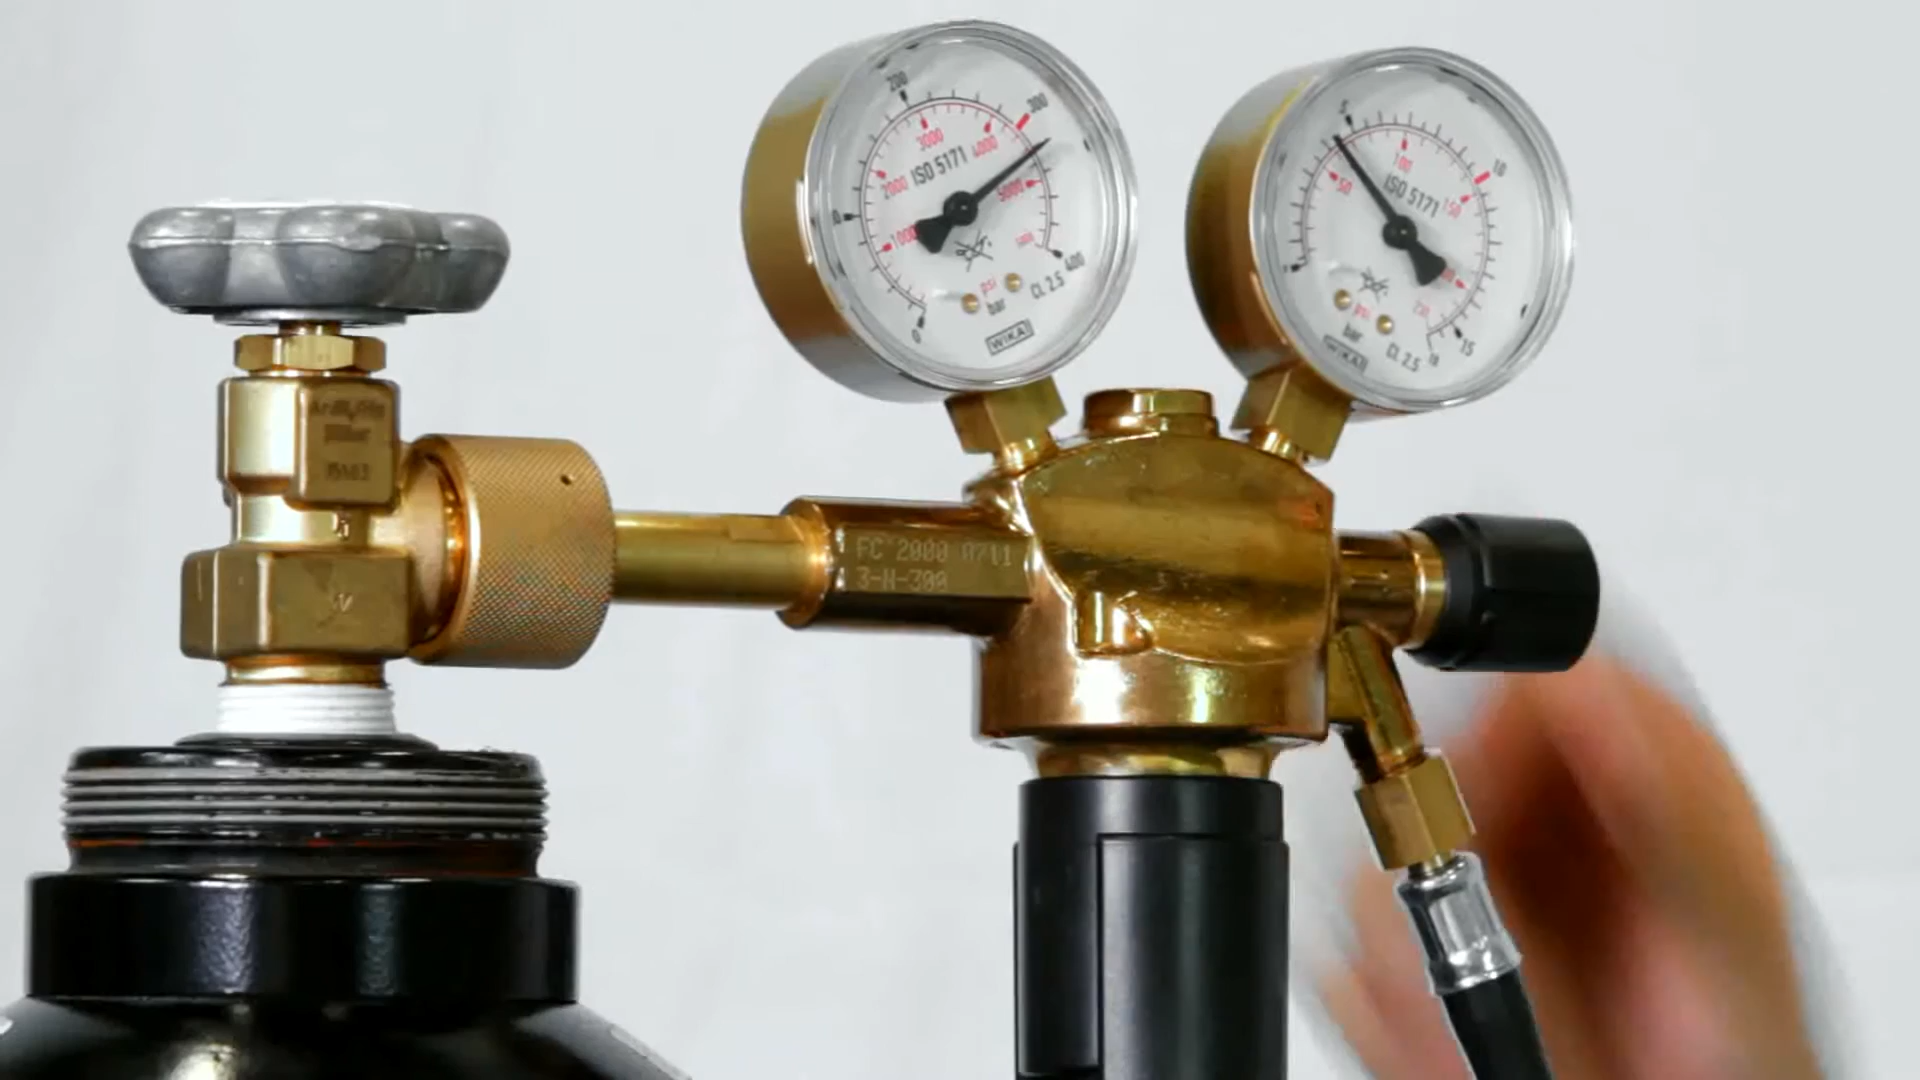 200
300
3000
4000
ISO 5171
2000
5000
1000
0
400
psi
bar
Cl. 2.5
WIKA
5
10
100
50
ISO 5171
150
psi
bar
Cl. 2.5
15
WIKA
FC 2000 0711
3-N-300